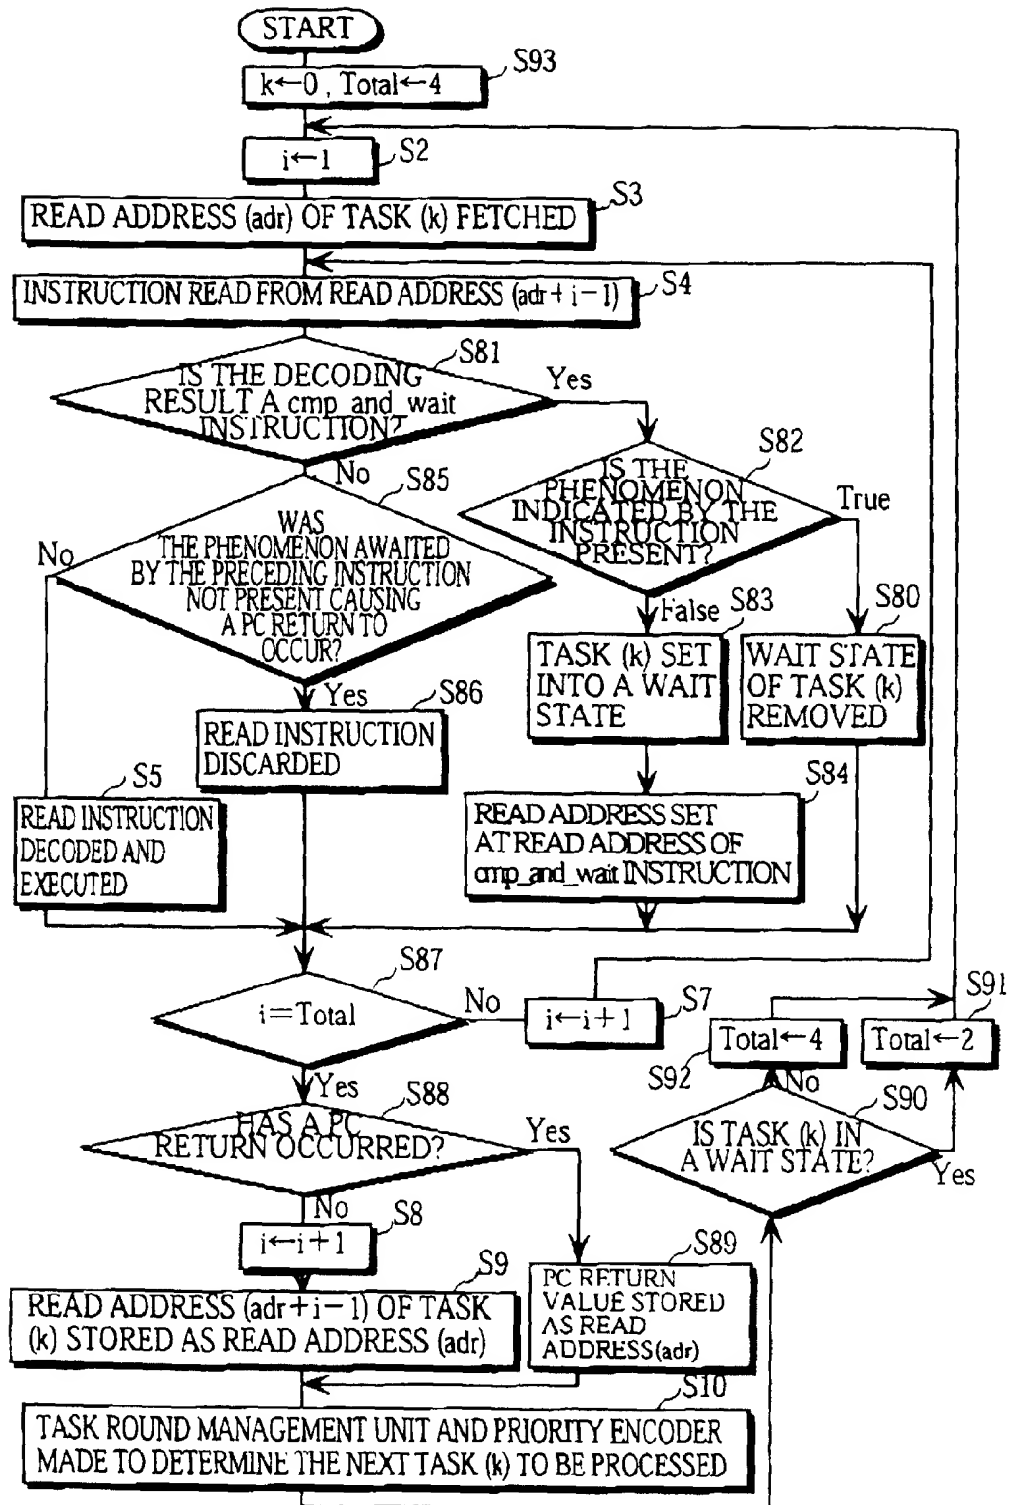 START
S93
k←0, Total←4
i←1
S2
S3
READ ADDRESS (adr) OF TASK (k) FETCHED
INSTRUCTION READ FROM READ ADDRESS (adr+i−1)
S4
S81
IS THE DECODING
RESULT A cmp_and_wait
INSTRUCTION?
Yes
No
S82
IS THE
PHENOMENON
INDICATED BY THE
INSTRUCTION
PRESENT?
True
S85
WAS
THE PHENOMENON AWAITED
BY THE PRECEDING INSTRUCTION
NOT PRESENT CAUSING
A PC RETURN TO
OCCUR?
No
Yes
False
S83
TASK (k) SET
INTO A WAIT
STATE
S80
WAIT STATE
OF TASK (k)
REMOVED
S86
READ INSTRUCTION
DISCARDED
S5
READ INSTRUCTION
DECODED AND
EXECUTED
S84
READ ADDRESS SET
AT READ ADDRESS OF
cmp_and_wait INSTRUCTION
S87
i=Total
No
S7
i←i+1
Yes
S92
Total←4
S91
Total←2
S88
HAS A PC
RETURN OCCURRED?
Yes
No
S90
IS TASK (k) IN
A WAIT STATE?
No
Yes
S8
i←i+1
S9
READ ADDRESS (adr+i−1) OF TASK
(k) STORED AS READ ADDRESS (adr)
S89
PC RETURN
VALUE STORED
AS READ
ADDRESS(adr)
S10
TASK ROUND MANAGEMENT UNIT AND PRIORITY ENCODER
MADE TO DETERMINE THE NEXT TASK (k) TO BE PROCESSED